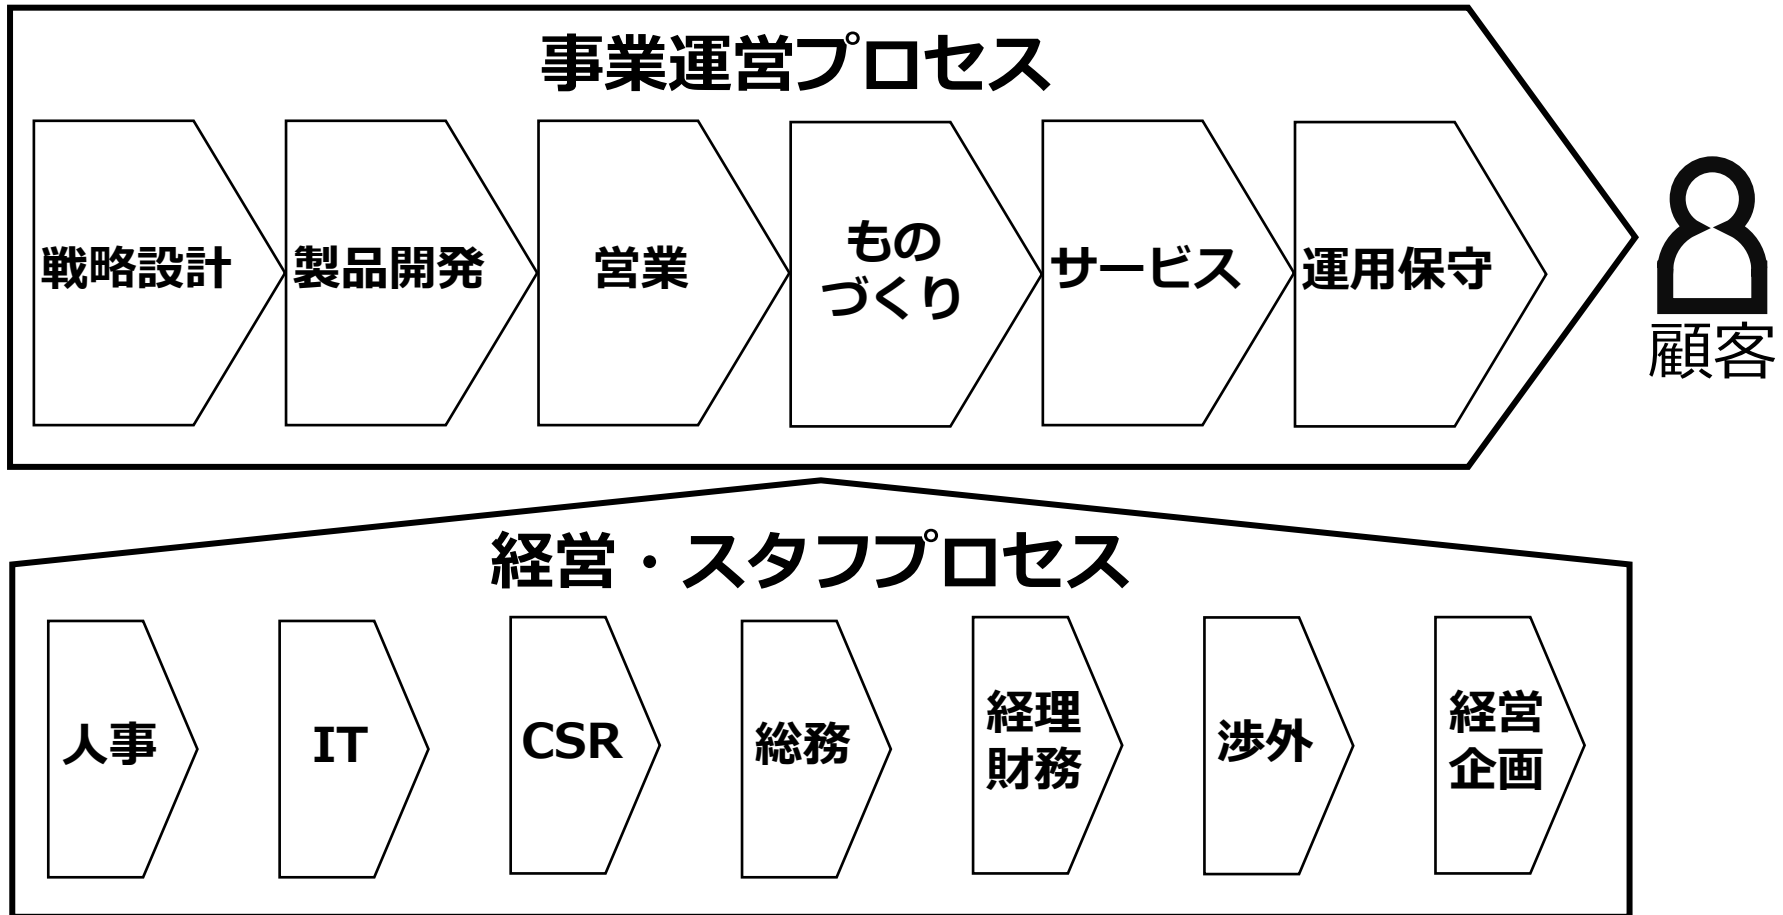 事業運営プロセス
戦略設計
製品開発
営業
もの
づくり
サービス
運用保守
顧客
経営・スタフプロセス
人事
IT
CSR
総務
経理
財務
渉外
経営
企画